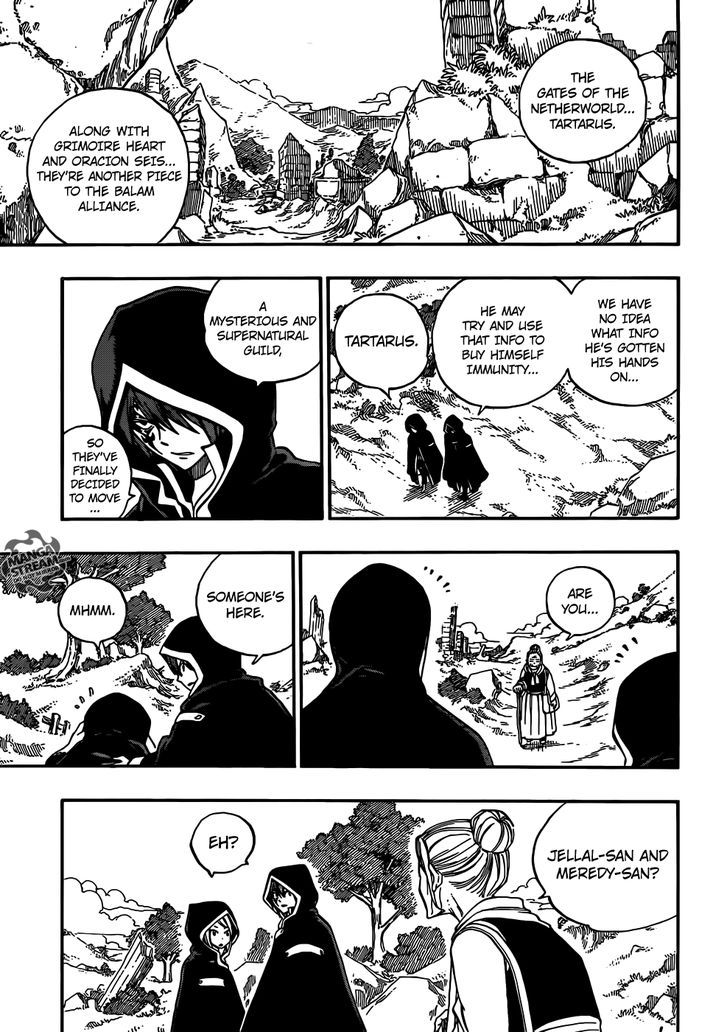 THE
GATES OF THE
NETHERWORLD...
TARTARUS.
ALONG WITH
GRIMOIRE HEART
AND ORACION SEIS...
THEY'RE ANOTHER PIECE
TO THE BALAM
ALLIANCE.
WE HAVE
NO IDEA
WHAT INFO
HE'S GOTTEN
HIS HANDS
ON...
HE MAY
TRY AND USE
THAT INFO TO
BUY HIMSELF
IMMUNITY...
TARTARUS.
A
MYSTERIOUS AND
SUPERNATURAL
GUILD,
SO
THEY'VE
FINALLY
DECIDED
TO MOVE
...
ARE
YOU...
SOMEONE'S
HERE.
MHMM.
MANGA
STREAM
JELLAL-SAN AND
MEREDY-SAN?
EH?